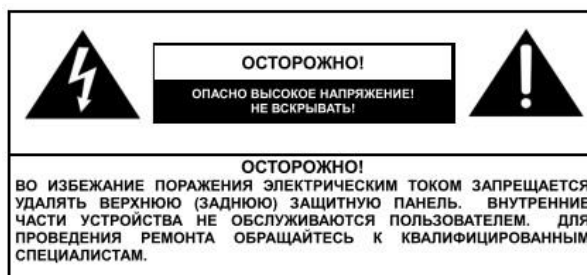 ОСТОРОЖНО!
ОПАСНО ВЫСОКОЕ НАПРЯЖЕНИЕ!
НЕ ВСКРЫВАТЬ!
ОСТОРОЖНО!
ВО ИЗБЕЖАНИЕ ПОРАЖЕНИЯ ЭЛЕКТРИЧЕСКИМ ТОКОМ ЗАПРЕЩАЕТСЯ
УДАЛЯТЬ ВЕРХНЮЮ (ЗАДНЮЮ) ЗАЩИТНУЮ ПАНЕЛЬ. ВНУТРЕННИЕ
ЧАСТИ УСТРОЙСТВА НЕ ОБСЛУЖИВАЮТСЯ ПОЛЬЗОВАТЕЛЕМ. ДЛЯ
ПРОВЕДЕНИЯ РЕМОНТА ОБРАЩАЙТЕСЬ К КВАЛИФИЦИРОВАННЫМ
СПЕЦИАЛИСТАМ.